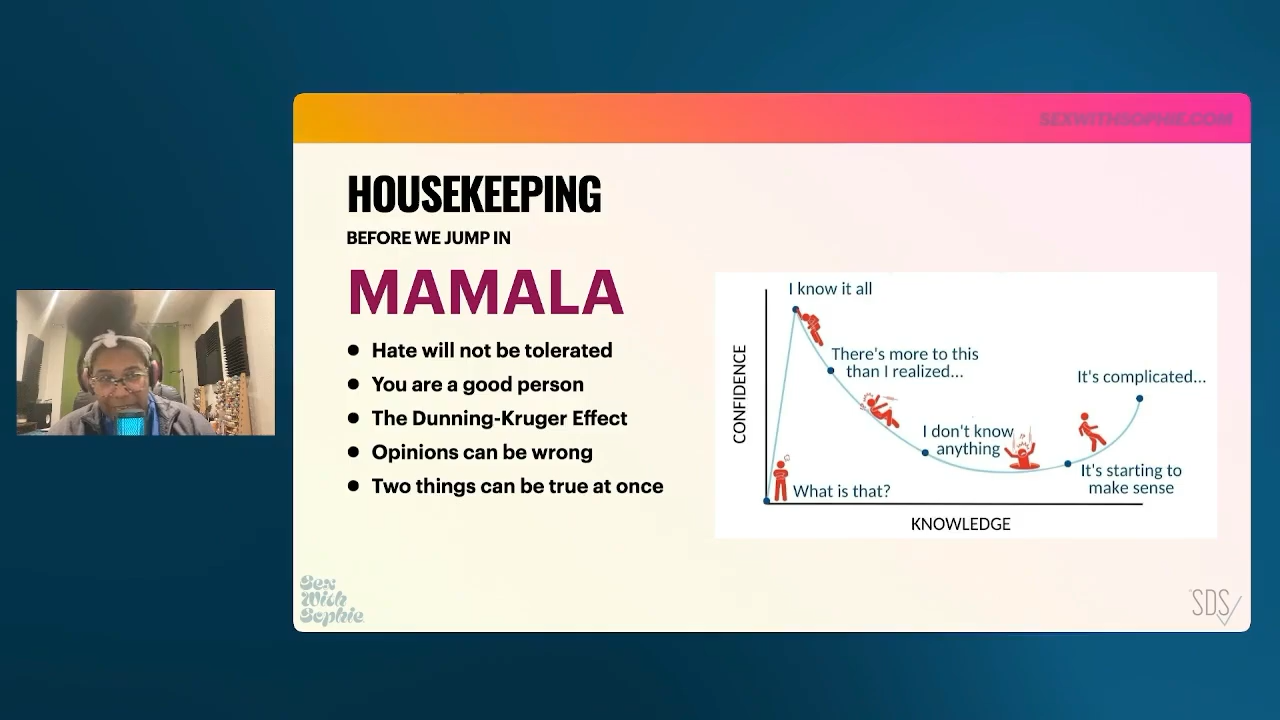 SEXWITHSOPHIE.COM
HOUSEKEEPING
BEFORE WE JUMP IN
MAMALA
● Hate will not be tolerated
● You are a good person
● The Dunning-Kruger Effect
● Opinions can be wrong
● Two things can be true at once
CONFIDENCE
I know it all
There's more to this
than I realized...
It's complicated...
I don't know
anything
It's starting to
make sense
What is that?
KNOWLEDGE
Sex
With
Sophie
SDS